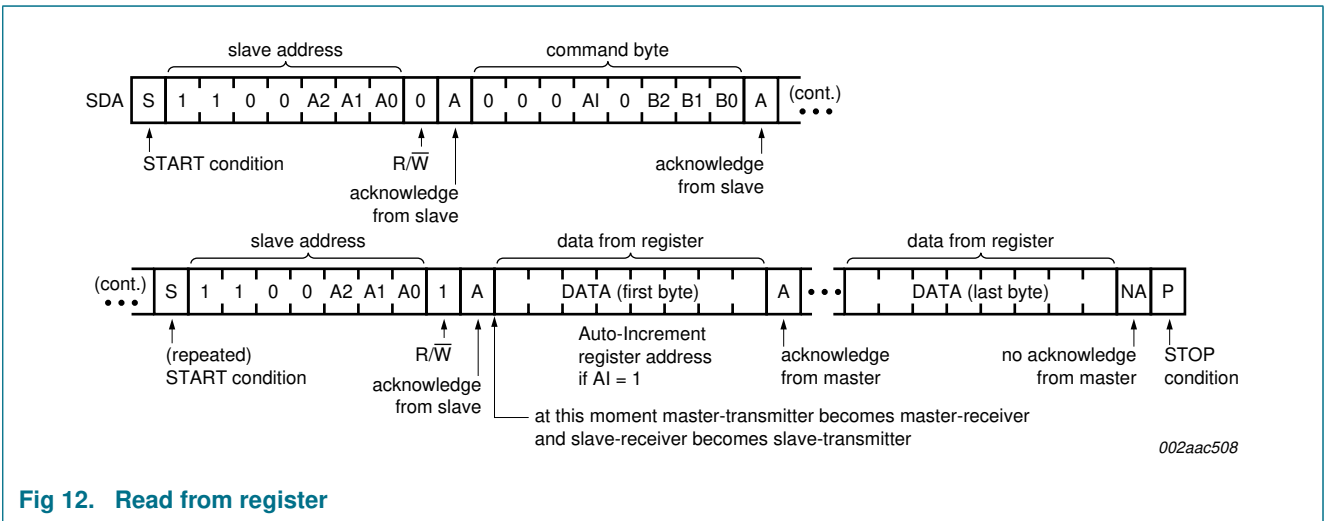 slave address command byte
SDA S 1 1 0 0 A2 A1 A0 0 A 0 0 0 AI 0 B2 B1 B0 A (cont.)
START condition R/W̅ acknowledge
acknowledge from slave
from slave
slave address data from register data from register
(cont.) S 1 1 0 0 A2 A1 A0 1 A DATA (first byte) A DATA (last byte) NA P
(repeated)
START condition
R/W̅
acknowledge
from slave
Auto-Increment
register address
if AI = 1
acknowledge
from master
no acknowledge
from master
STOP
condition
at this moment master-transmitter becomes master-receiver
and slave-receiver becomes slave-transmitter
002aac508
Fig 12. Read from register